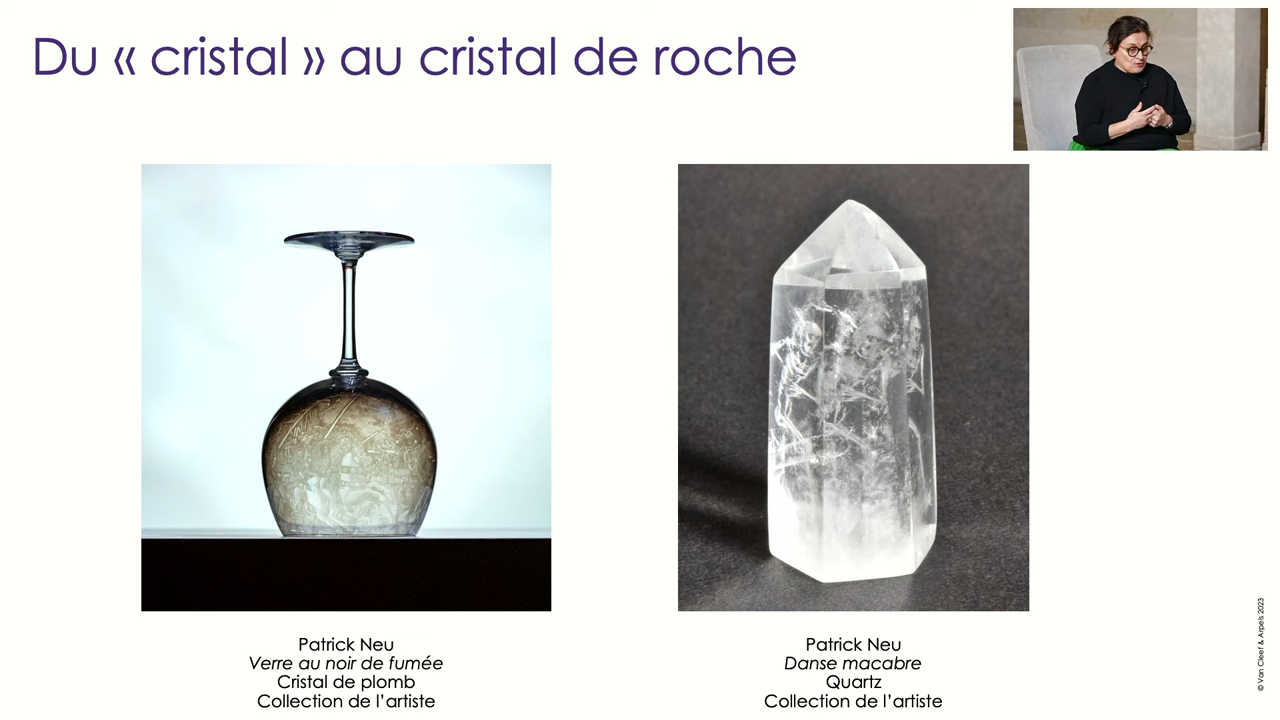 Du « cristal » au cristal de roche
Patrick Neu
Verre au noir de fumée
Cristal de plomb
Collection de l’artiste
Patrick Neu
Danse macabre
Quartz
Collection de l’artiste
© Van Cleef & Arpels 2023